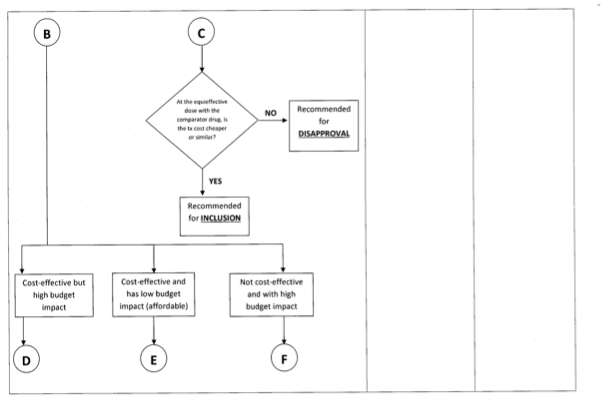 B
C
At the equieffective
dose with the
comparator drug, is
the tx cost cheaper
or similar?
NO
Recommended
for
DISAPPROVAL
YES
Recommended
for INCLUSION
Cost-effective but
high budget
impact
Cost-effective and
has low budget
impact (affordable)
Not cost-effective
and with high
budget impact
D
E
F